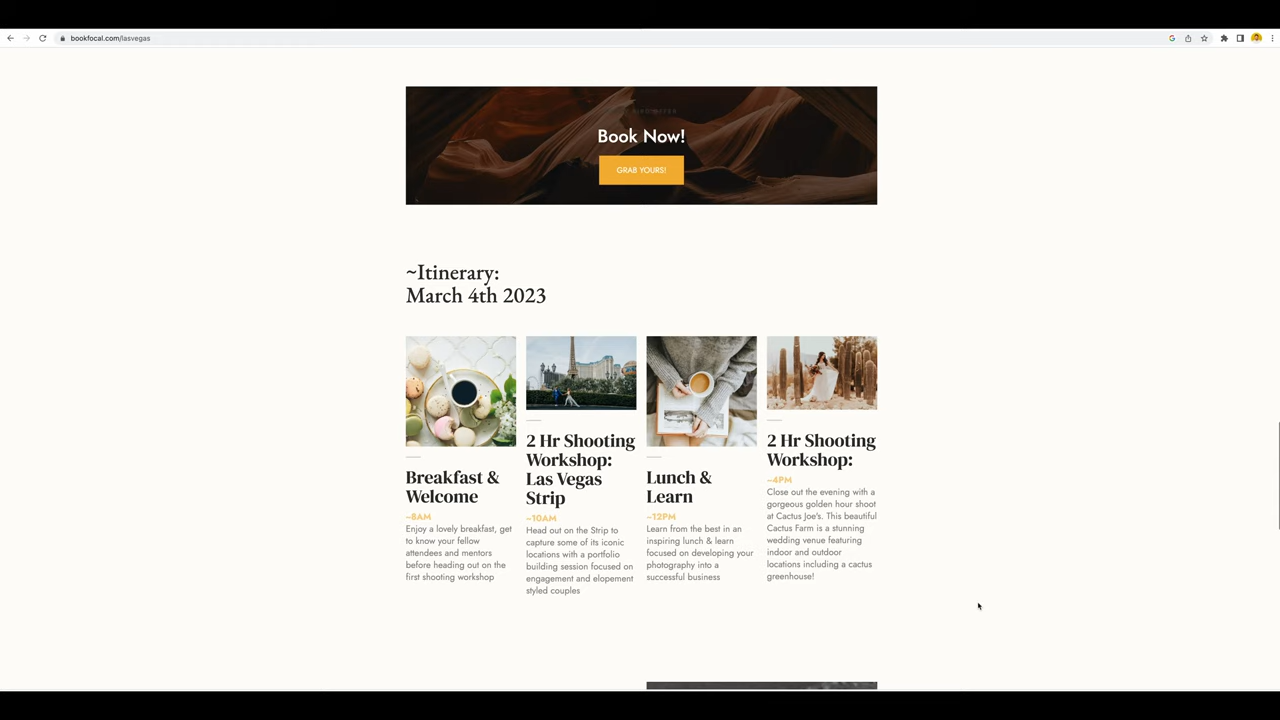 bookfocal.com/lasvegas
Book Now!
GRAB YOURS!
~Itinerary:
March 4th 2023
Breakfast &
Welcome
~8AM
Enjoy a lovely breakfast, get
to know your fellow
attendees and mentors
before heading out on the
first shooting workshop
2 Hr Shooting
Workshop:
Las Vegas
Strip
~10AM
Head out on the Strip to
capture some of its iconic
locations with a portfolio
building session focused on
engagement and elopement
styled couples
Lunch &
Learn
~12PM
Learn from the best in an
inspiring lunch & learn
focused on developing your
photography into a
successful business
2 Hr Shooting
Workshop:
~4PM
Close out the evening with a
gorgeous golden hour shoot
at Cactus Joe's. This beautiful
Cactus Farm is a stunning
wedding venue featuring
indoor and outdoor
locations including a cactus
greenhouse!